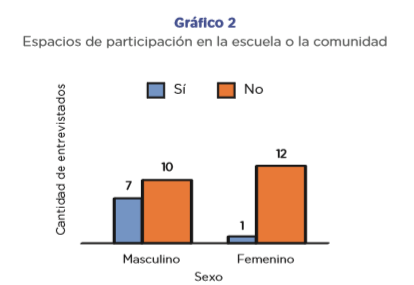 Gráfico 2
Espacios de participación en la escuela o la comunidad
Sí No
Cantidad de entrevistados
7 10 1 12
Masculino Femenino
Sexo